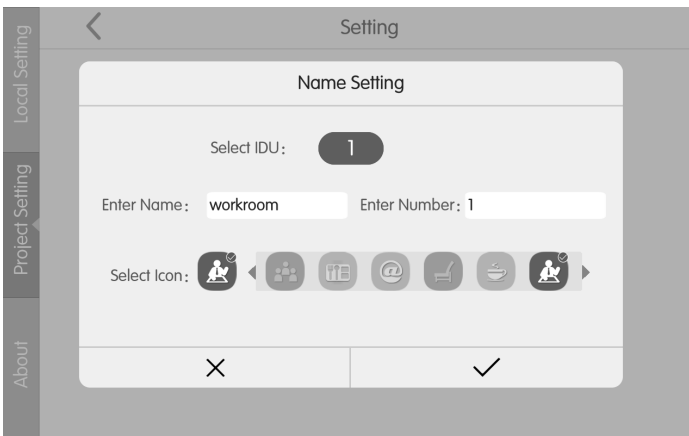 Setting
Name Setting
Select IDU: 1
Enter Name: workroom Enter Number: 1
Select Icon: @
Local Setting
Project Setting
About